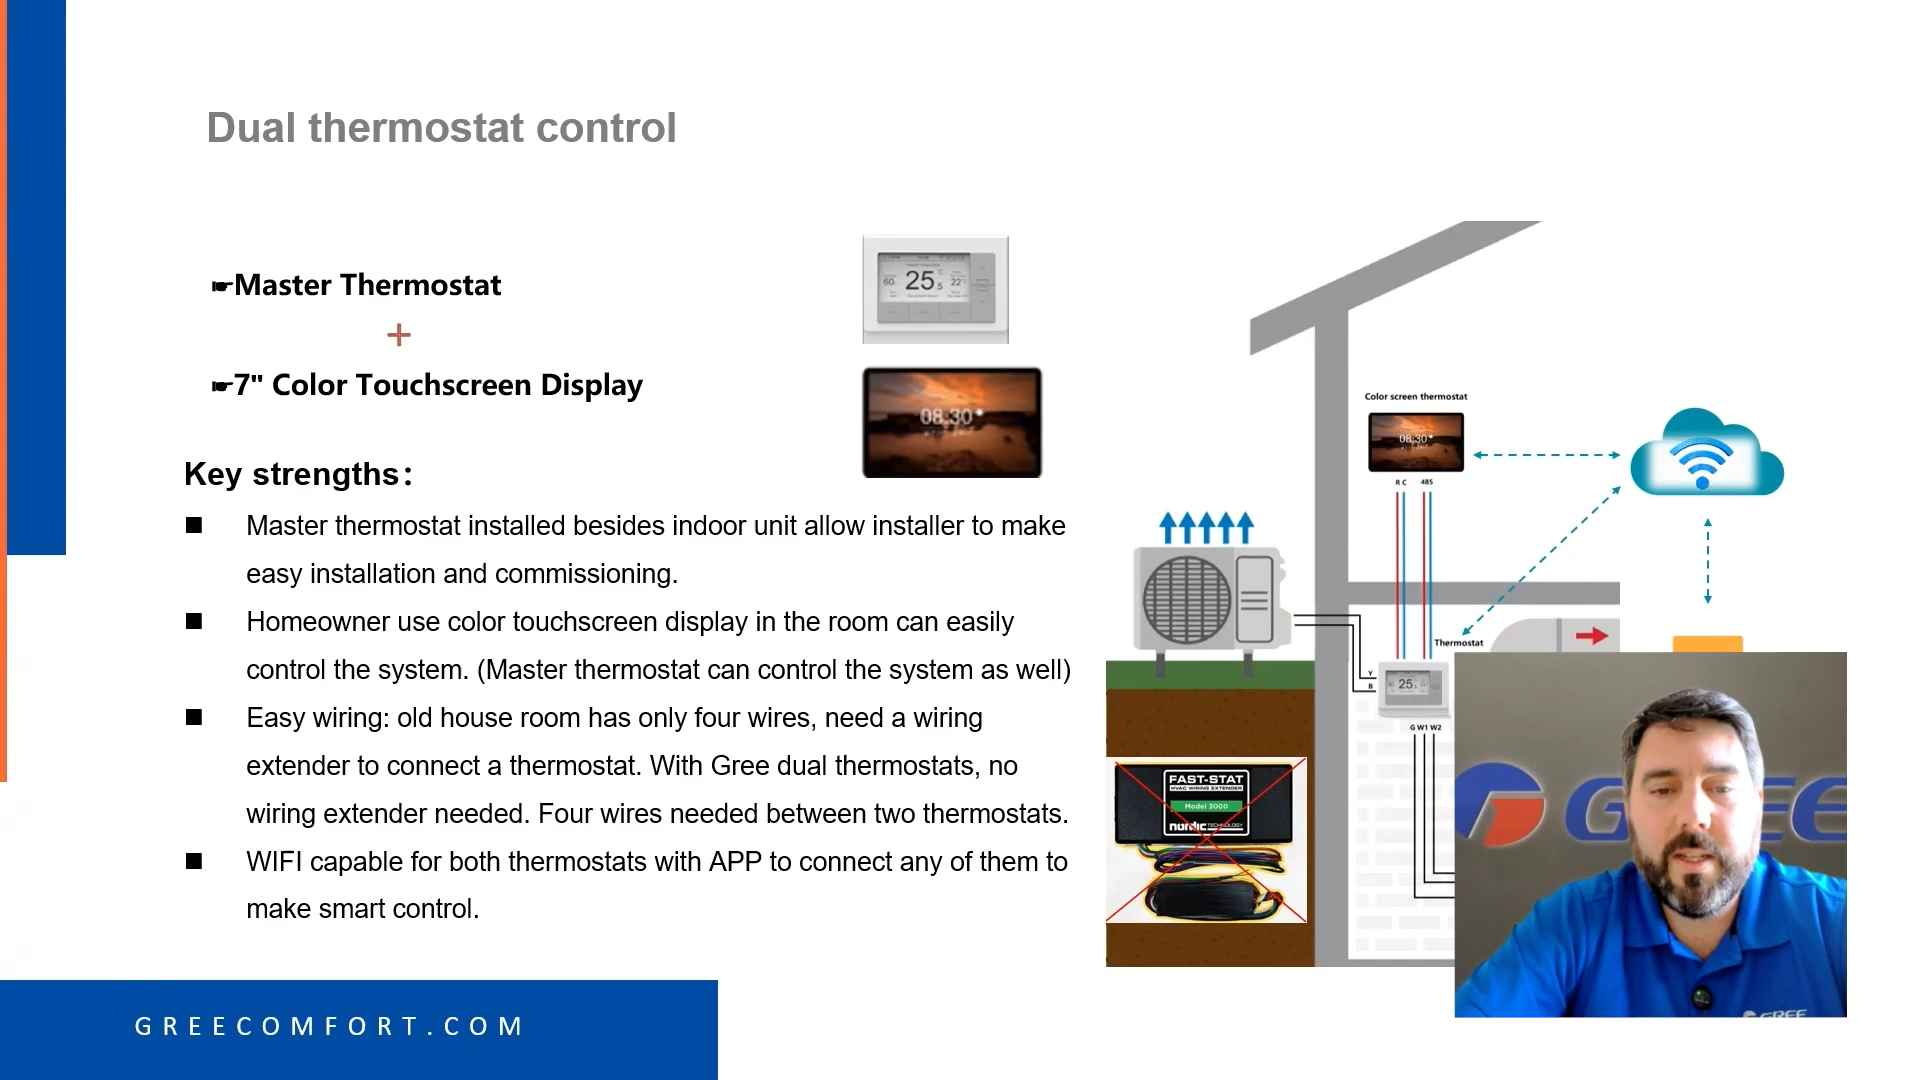 Dual thermostat control
☛Master Thermostat
+
☛7" Color Touchscreen Display
Key strengths:
■ Master thermostat installed besides indoor unit allow installer to make
easy installation and commissioning.
■ Homeowner use color touchscreen display in the room can easily
control the system. (Master thermostat can control the system as well)
■ Easy wiring: old house room has only four wires, need a wiring
extender to connect a thermostat. With Gree dual thermostats, no
wiring extender needed. Four wires needed between two thermostats.
■ WIFI capable for both thermostats with APP to connect any of them to
make smart control.
GREECOMFORT.COM
60
25.5
°C
22
08:30
Color screen thermostat
08:30
R C 485
Thermostat
Y
B
25
G W1 W2
FAST-STAT
HVAC WIRING EXTENDER
Model 3000
nordic TECHNOLOGY
GREE
GREE